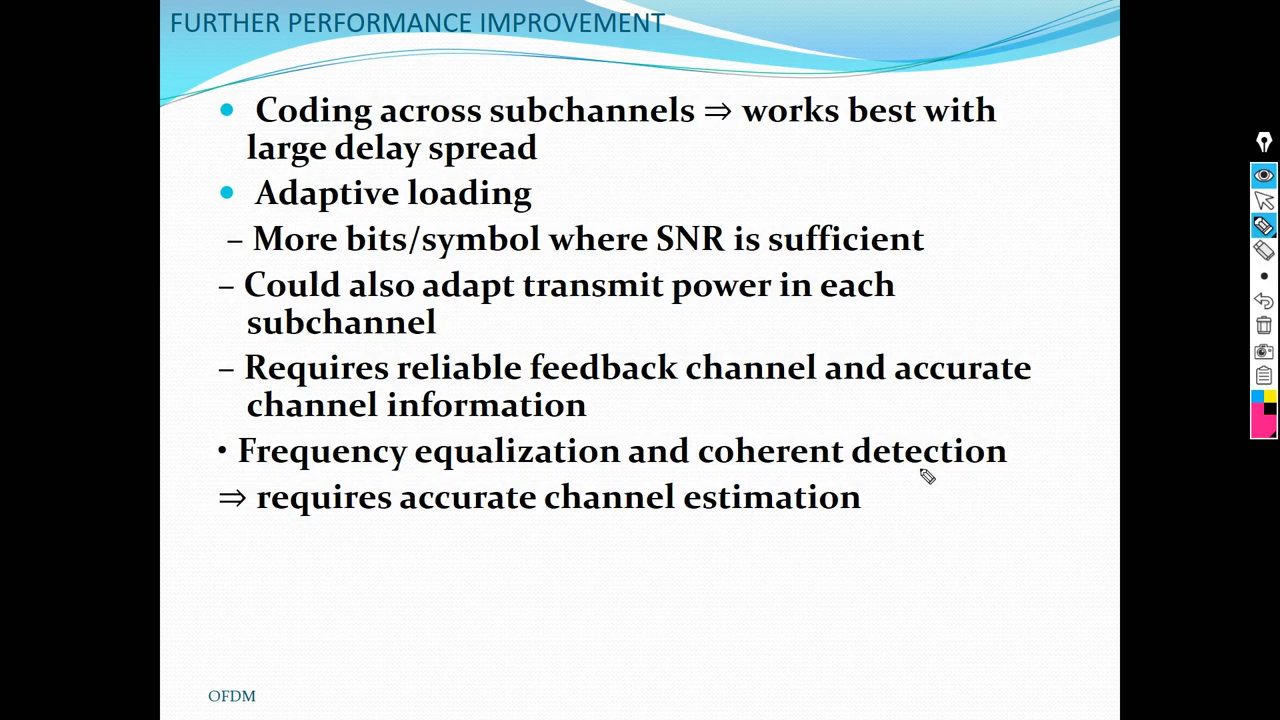 FURTHER PERFORMANCE IMPROVEMENT
• Coding across subchannels ⇒ works best with
large delay spread
• Adaptive loading
– More bits/symbol where SNR is sufficient
– Could also adapt transmit power in each
subchannel
– Requires reliable feedback channel and accurate
channel information
• Frequency equalization and coherent detection
⇒ requires accurate channel estimation
OFDM